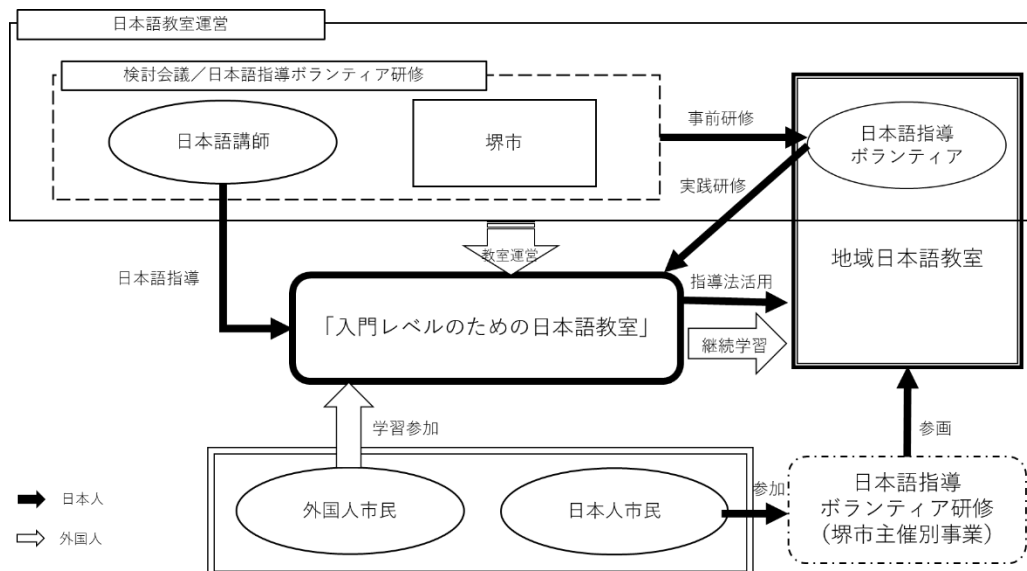 日本語教室運営
検討会議／日本語指導ボランティア研修
日本語講師
堺市
事前研修
日本語指導
ボランティア
実践研修
教室運営
地域日本語教室
日本語指導
指導法活用
「入門レベルのための日本語教室」
継続学習
学習参加
参画
外国人市民
日本人市民
参加
日本語指導
ボランティア研修
（堺市主催別事業）
日本人
外国人